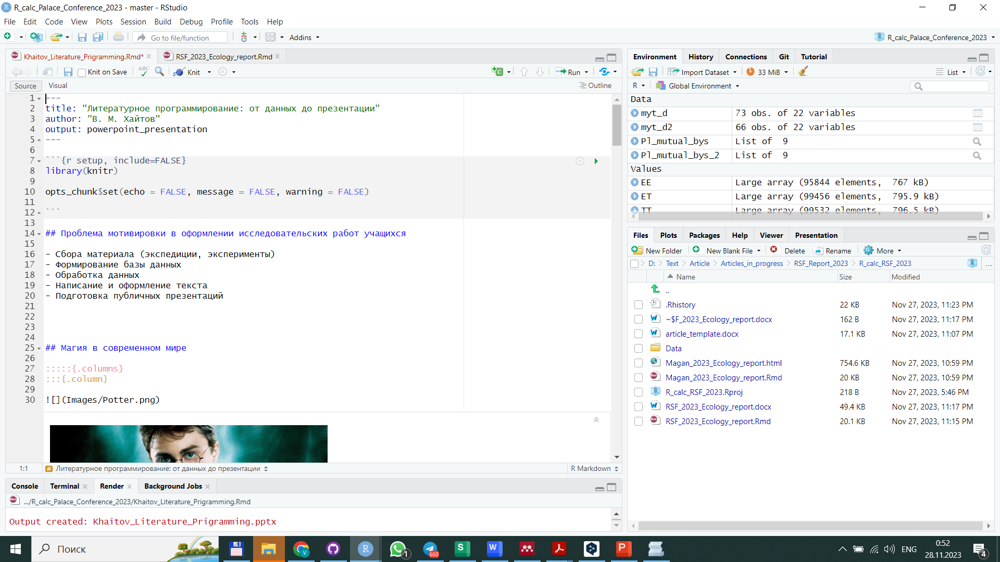 R_calc_Palace_Conference_2023 - master - RStudio
File Edit Code View Plots Session Build Debug Profile Tools Help
Go to file/function Addins R_calc_Palace_Conference_2023
Khaitov_Literature_Prigramming.Rmd* RSF_2023_Ecology_report.Rmd
Knit on Save ABC Knit Run
Source Visual Outline
1 ---
2 title: "Литературное программирование: от данных до презентации"
3 author: "В. М. Хайтов"
4 output: powerpoint_presentation
5 ---
6
7 ```{r setup, include=FALSE}
8 library(knitr)
9
10 opts_chunk$set(echo = FALSE, message = FALSE, warning = FALSE)
11
12 ```
13
14 ## Проблема мотивировки в оформлении исследовательских работ учащихся
15
16 - Сбора материала (экспедиции, эксперименты)
17 - Формирование базы данных
18 - Обработка данных
19 - Написание и оформление текста
20 - Подготовка публичных презентаций
21
22
23
24
25 ## Магия в современном мире
26
27 :::::{.columns}
28 :::{.column}
29
30 ![](Images/Potter.png)
1:1 # Литературное программирование: от данных до презентации R Markdown
Console Terminal Render Background Jobs
.../R_calc_Palace_Conference_2023/Khaitov_Literature_Prigramming.Rmd
Output created: Khaitov_Literature_Prigramming.pptx
Environment History Connections Git Tutorial
Import Dataset 33 MiB List
R Global Environment
Data
myt_d 73 obs. of 22 variables
myt_d2 66 obs. of 22 variables
Pl_mutual_bys List of 9
Pl_mutual_bys_2 List of 9
Values
EE Large array (95844 elements, 767 kB)
ET Large array (99456 elements, 795.9 kB)
TT Large array (99532 elements, 796.5 kB)
Files Plots Packages Help Viewer Presentation
New Folder New Blank File Delete Rename More
D: Text Article Articles_in_progress RSF_Report_2023 R_calc_RSF_2023 ...
Name Size Modified
..
.Rhistory 22 KB Nov 27, 2023, 11:23 PM
~$F_2023_Ecology_report.docx 162 B Nov 27, 2023, 11:17 PM
article_template.docx 17.1 KB Nov 27, 2023, 11:07 PM
Data
Magan_2023_Ecology_report.html 754.6 KB Nov 27, 2023, 10:59 PM
Magan_2023_Ecology_report.Rmd 20 KB Nov 27, 2023, 10:59 PM
R_calc_RSF_2023.Rproj 218 B Nov 27, 2023, 5:46 PM
RSF_2023_Ecology_report.docx 49.4 KB Nov 27, 2023, 11:17 PM
RSF_2023_Ecology_report.Rmd 20.1 KB Nov 27, 2023, 11:15 PM
Поиск 1 660 ENG 0:52
28.11.2023 4